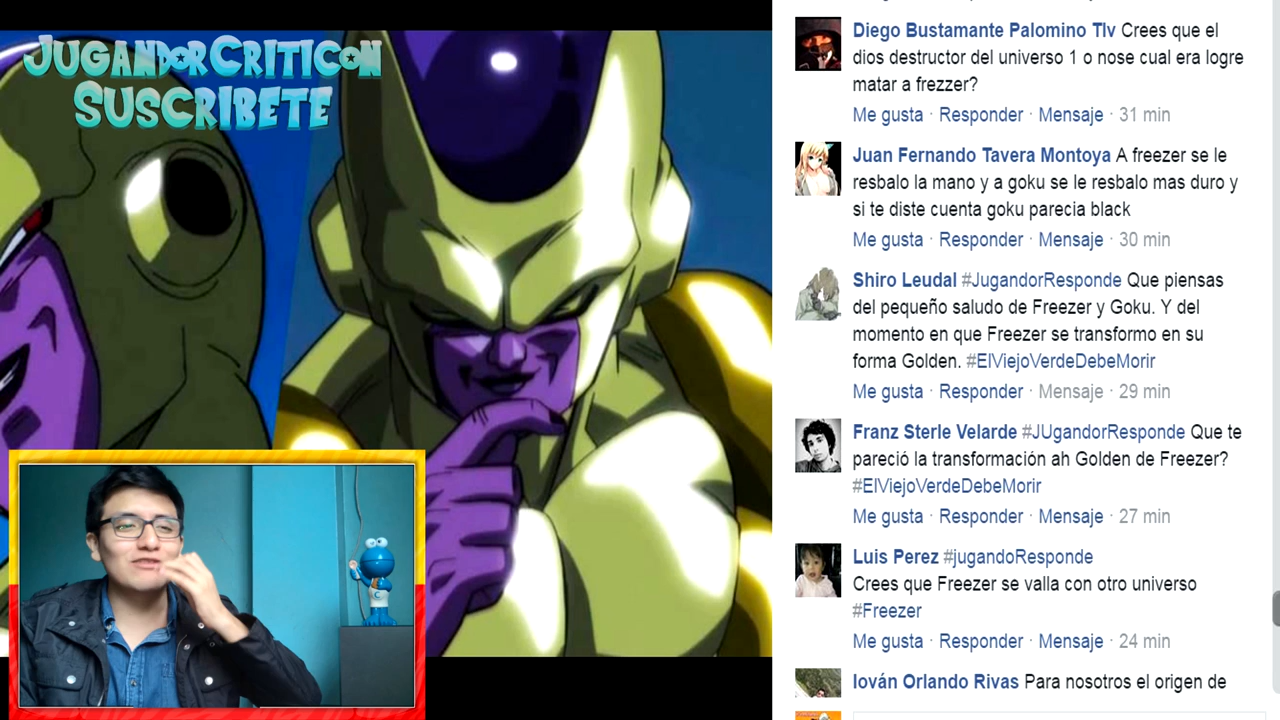 JUGANDORCRITICON
SUSCRIBETE
Diego Bustamante Palomino Tlv Crees que el
dios destructor del universo 1 o nose cual era logre
matar a frezzer?
Me gusta · Responder · Mensaje · 31 min
Juan Fernando Tavera Montoya A freezer se le
resbalo la mano y a goku se le resbalo mas duro y
si te diste cuenta goku parecia black
Me gusta · Responder · Mensaje · 30 min
Shiro Leudal #JugandorResponde Que piensas
del pequeño saludo de Freezer y Goku. Y del
momento en que Freezer se transformo en su
forma Golden. #ElViejoVerdeDebeMorir
Me gusta · Responder · Mensaje · 29 min
Franz Sterle Velarde #JUgandorResponde Que te
pareció la transformación ah Golden de Freezer?
#ElViejoVerdeDebeMorir
Me gusta · Responder · Mensaje · 27 min
Luis Perez #jugandoResponde
Crees que Freezer se valla con otro universo
#Freezer
Me gusta · Responder · Mensaje · 24 min
Iován Orlando Rivas Para nosotros el origen de